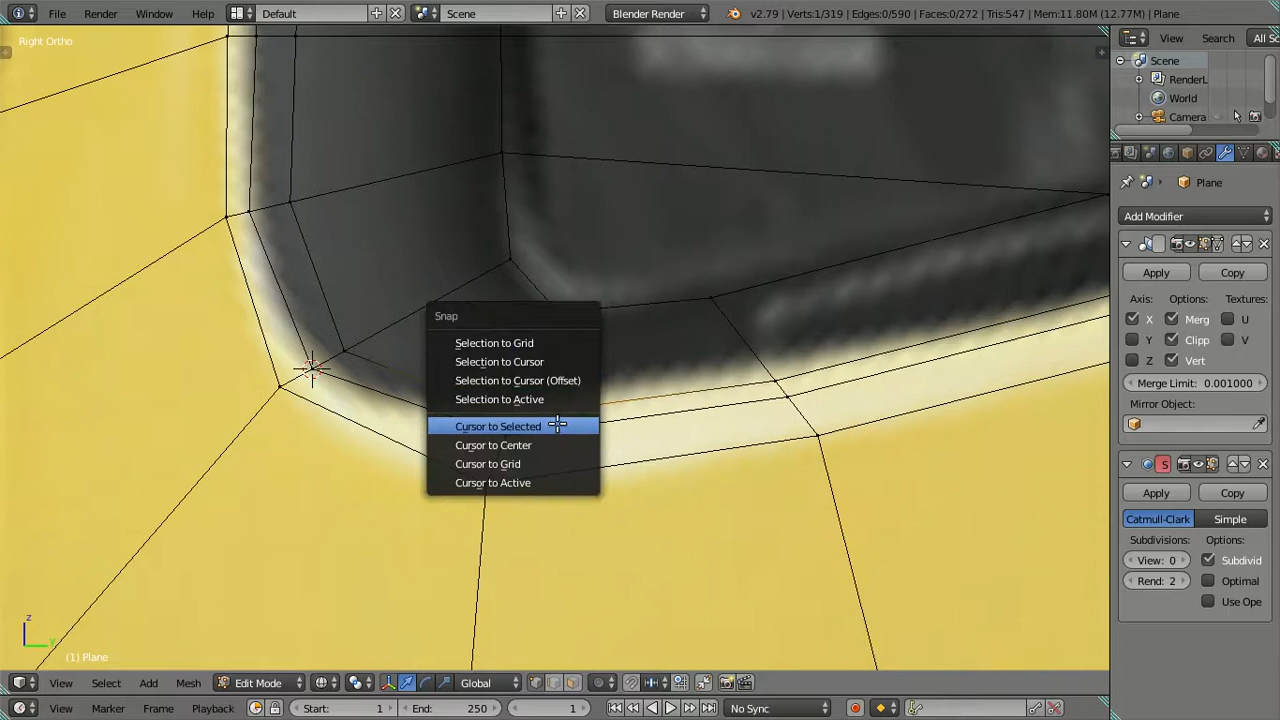 File Render Window Help Default Scene Blender Render v2.79 | Verts:1/319 | Edges:0/590 | Faces:0/272 | Tris:547 | Mem:11.80M (12.77M) | Plane
Right Ortho
View Search All Sc
Scene
RenderL
World
Camera
Plane
Add Modifier
Apply Copy
Axis: Options: Textures:
X Merg U
Y Clipp V
Z Vert
Merge Limit: 0.001000
Mirror Object:
S
Apply Copy
Catmull-Clark Simple
Subdivisions: Options:
View: 0 Subdivid
Rend: 2 Optimal
Use Ope
Snap
Selection to Grid
Selection to Cursor
Selection to Cursor (Offset)
Selection to Active
Cursor to Selected
Cursor to Center
Cursor to Grid
Cursor to Active
z
y
(1) Plane
View Select Add Mesh Edit Mode Global
View Marker Frame Playback Start: 1 End: 250 1 No Sync